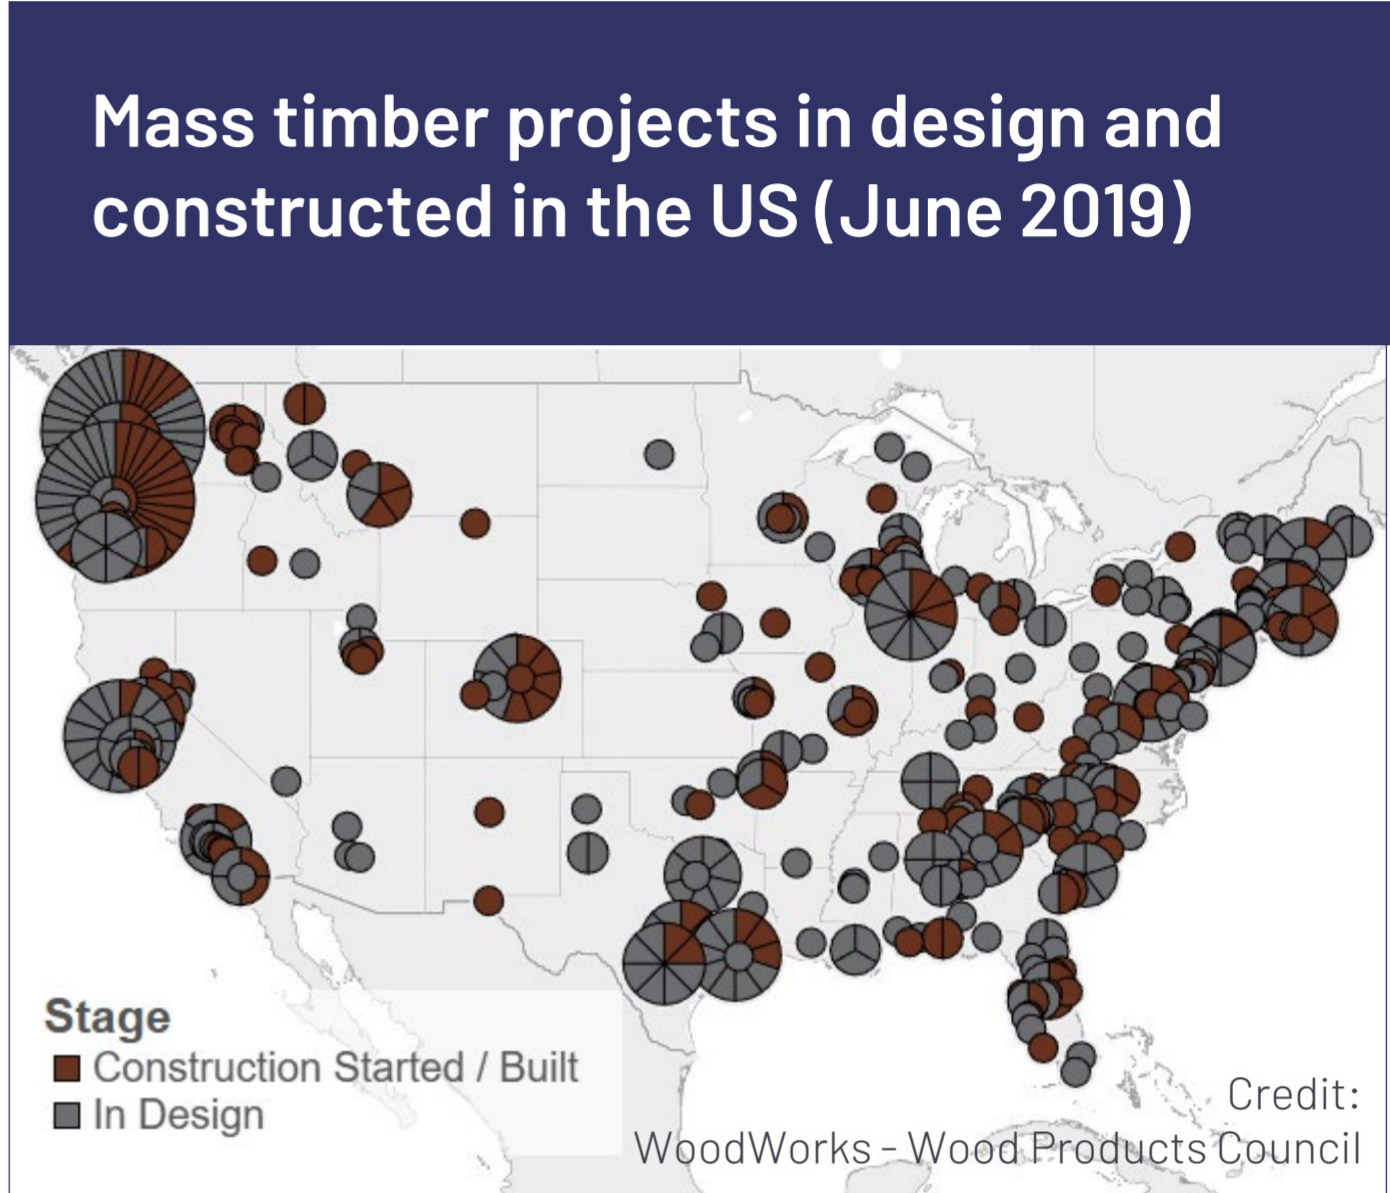 Mass timber projects in design and
constructed in the US (June 2019)
Stage
Construction Started / Built
In Design
Credit:
WoodWorks - Wood Products Council